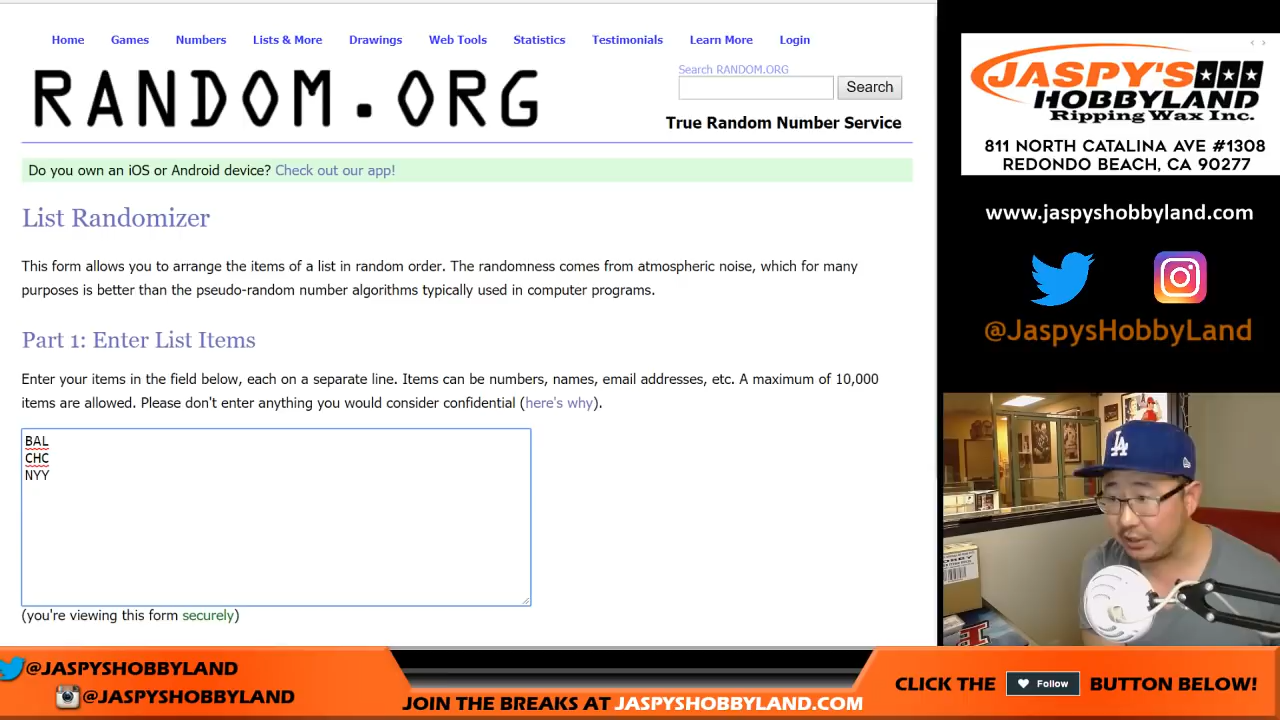 Home Games Numbers Lists & More Drawings Web Tools Statistics Testimonials Learn More Login
RANDOM.ORG
Search RANDOM.ORG
Search
True Random Number Service
Do you own an iOS or Android device? Check out our app!
List Randomizer
This form allows you to arrange the items of a list in random order. The randomness comes from atmospheric noise, which for many
purposes is better than the pseudo-random number algorithms typically used in computer programs.
Part 1: Enter List Items
Enter your items in the field below, each on a separate line. Items can be numbers, names, email addresses, etc. A maximum of 10,000
items are allowed. Please don't enter anything you would consider confidential (here's why).
BAL
CHC
NYY
(you're viewing this form securely)
JASPY'S
HOBBYLAND
Ripping Wax Inc.
811 NORTH CATALINA AVE #1308
REDONDO BEACH, CA 90277
www.jaspyshobbyland.com
@JaspysHobbyLand
LA
@JASPYSHOBBYLAND
@JASPYSHOBBYLAND
JOIN THE BREAKS AT JASPYSHOBBYLAND.COM
CLICK THE Follow BUTTON BELOW!